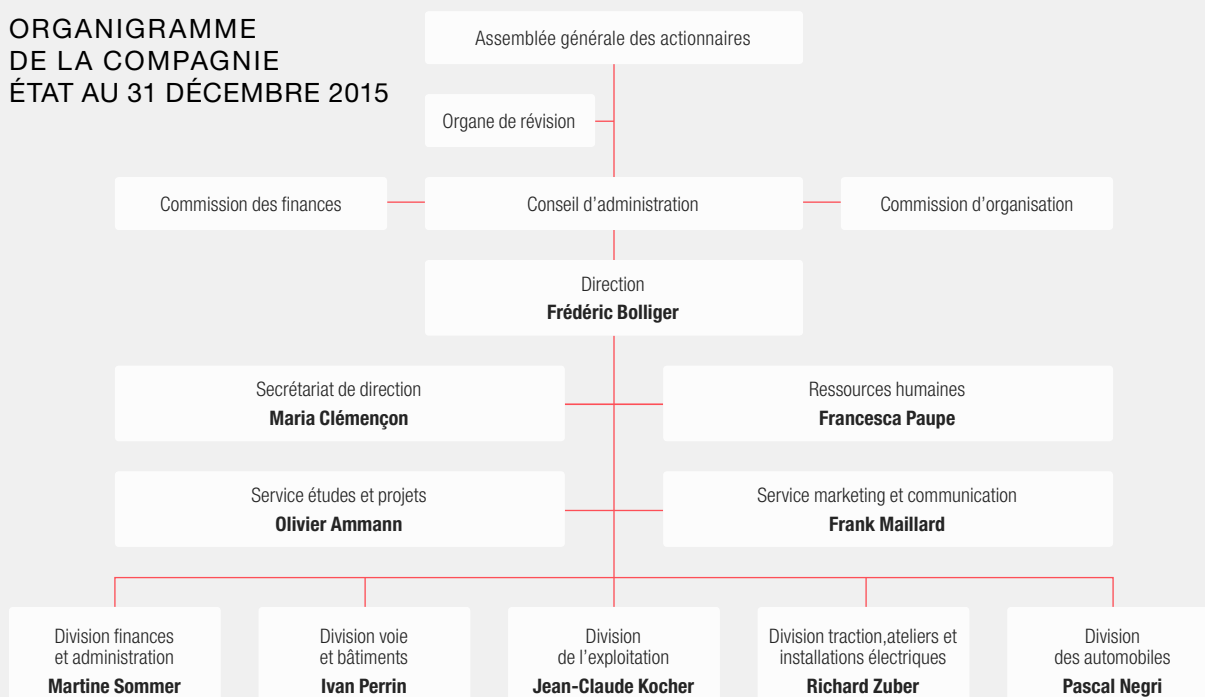 ORGANIGRAMME
DE LA COMPAGNIE
ÉTAT AU 31 DÉCEMBRE 2015
Assemblée générale des actionnaires
Organe de révision
Commission des finances
Conseil d'administration
Commission d'organisation
Direction
Frédéric Bolliger
Secrétariat de direction
Maria Clémençon
Ressources humaines
Francesca Paupe
Service études et projets
Olivier Ammann
Service marketing et communication
Frank Maillard
Division finances
et administration
Martine Sommer
Division voie
et bâtiments
Ivan Perrin
Division
de l'exploitation
Jean-Claude Kocher
Division traction,ateliers et
installations électriques
Richard Zuber
Division
des automobiles
Pascal Negri